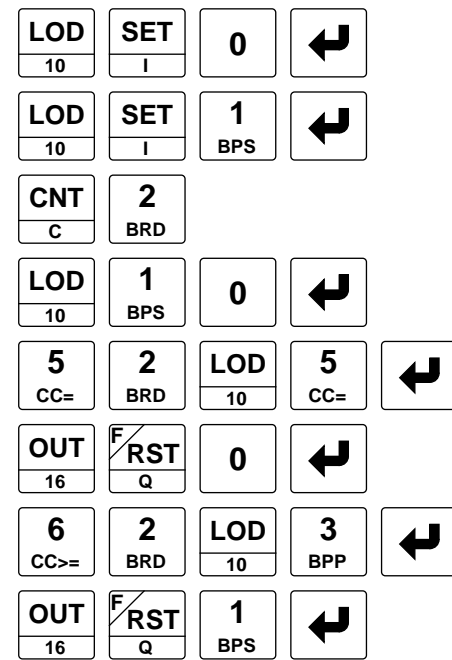 LOD SET 0
10 I
LOD SET 1
10 I BPS
CNT 2
C BRD
LOD 1 0
10 BPS
5 2 LOD 5
CC= BRD 10 CC=
OUT F/RST 0
16 Q
6 2 LOD 3
CC>= BRD 10 BPP
OUT F/RST 1
16 Q BPS